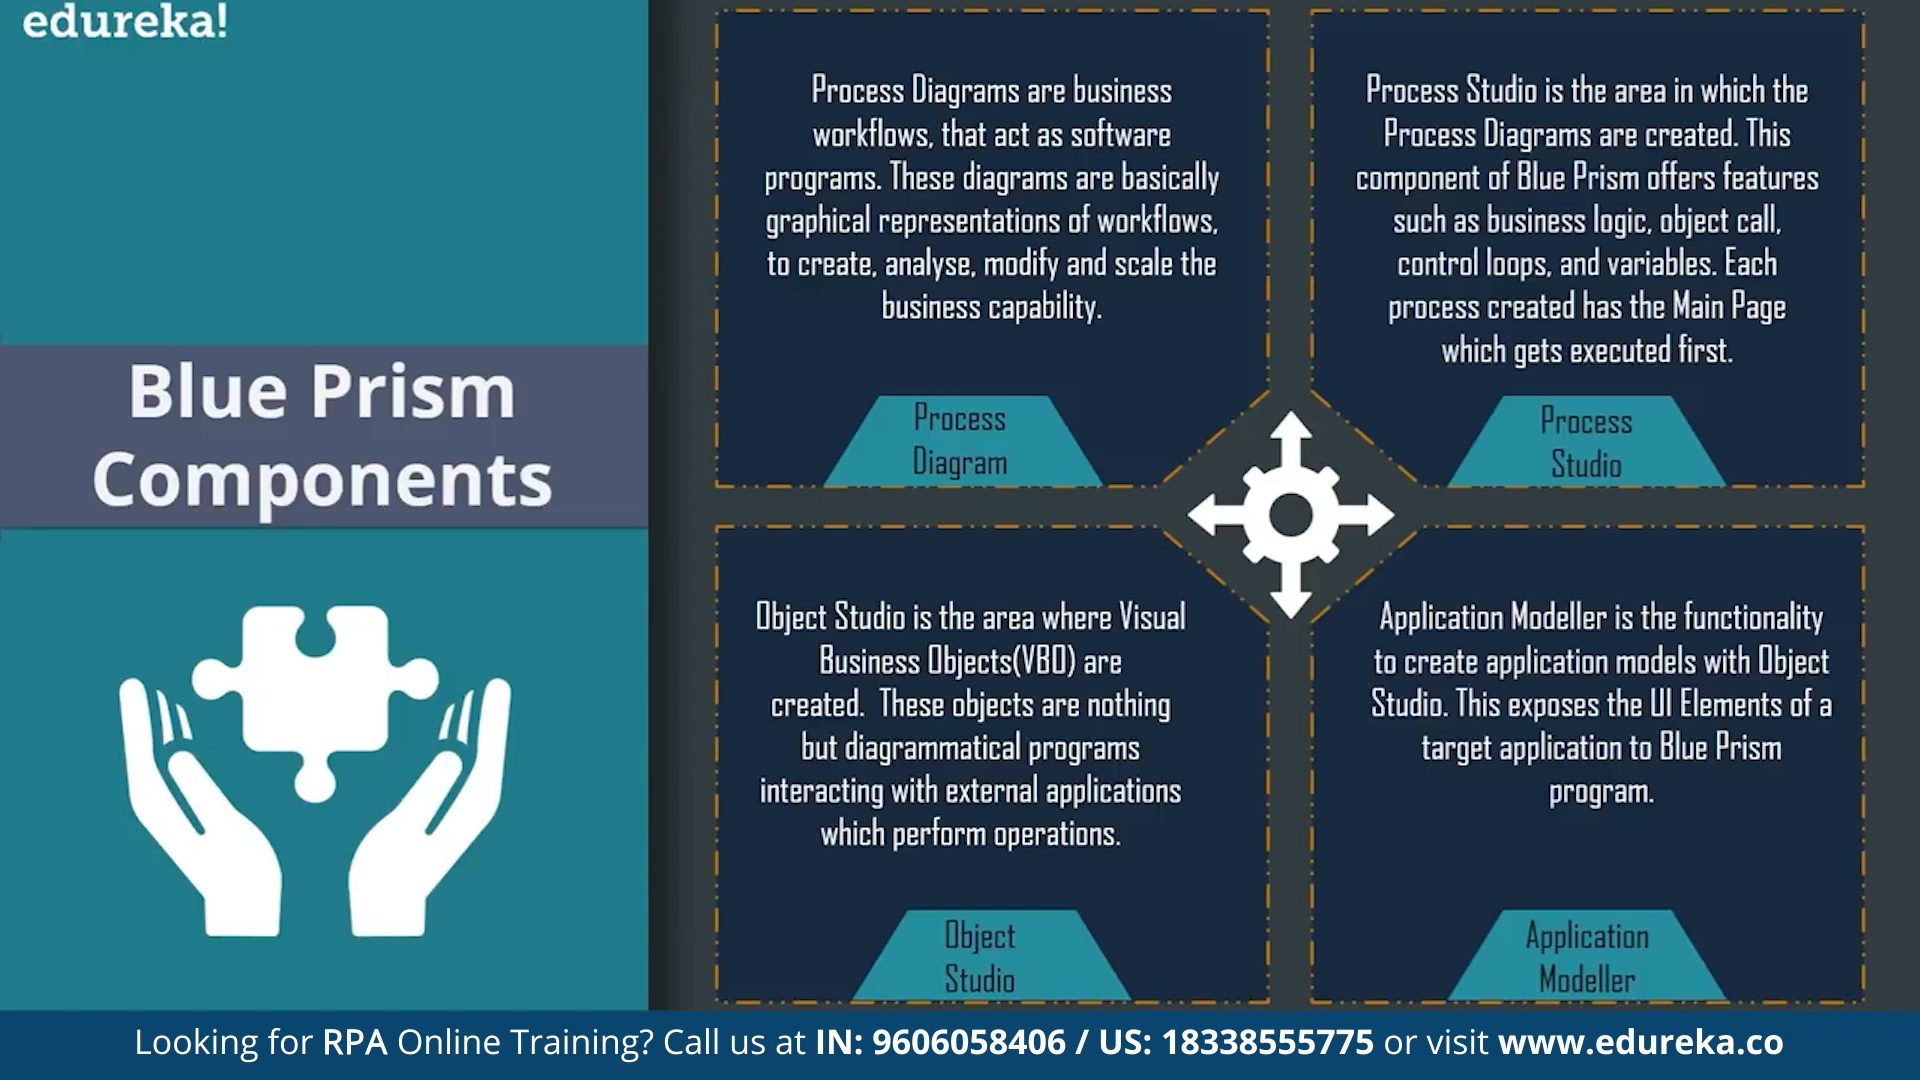 edureka!
Blue Prism
Components
Process Diagrams are business
workflows, that act as software
programs. These diagrams are basically
graphical representations of workflows,
to create, analyse, modify and scale the
business capability.
Process
Diagram
Process Studio is the area in which the
Process Diagrams are created. This
component of Blue Prism offers features
such as business logic, object call,
control loops, and variables. Each
process created has the Main Page
which gets executed first.
Process
Studio
Object Studio is the area where Visual
Business Objects(VBO) are
created.  These objects are nothing
but diagrammatical programs
interacting with external applications
which perform operations.
Object
Studio
Application Modeller is the functionality
to create application models with Object
Studio. This exposes the UI Elements of a
target application to Blue Prism
program.
Application
Modeller
Looking for RPA Online Training? Call us at IN: 9606058406 / US: 18338555775 or visit www.edureka.co